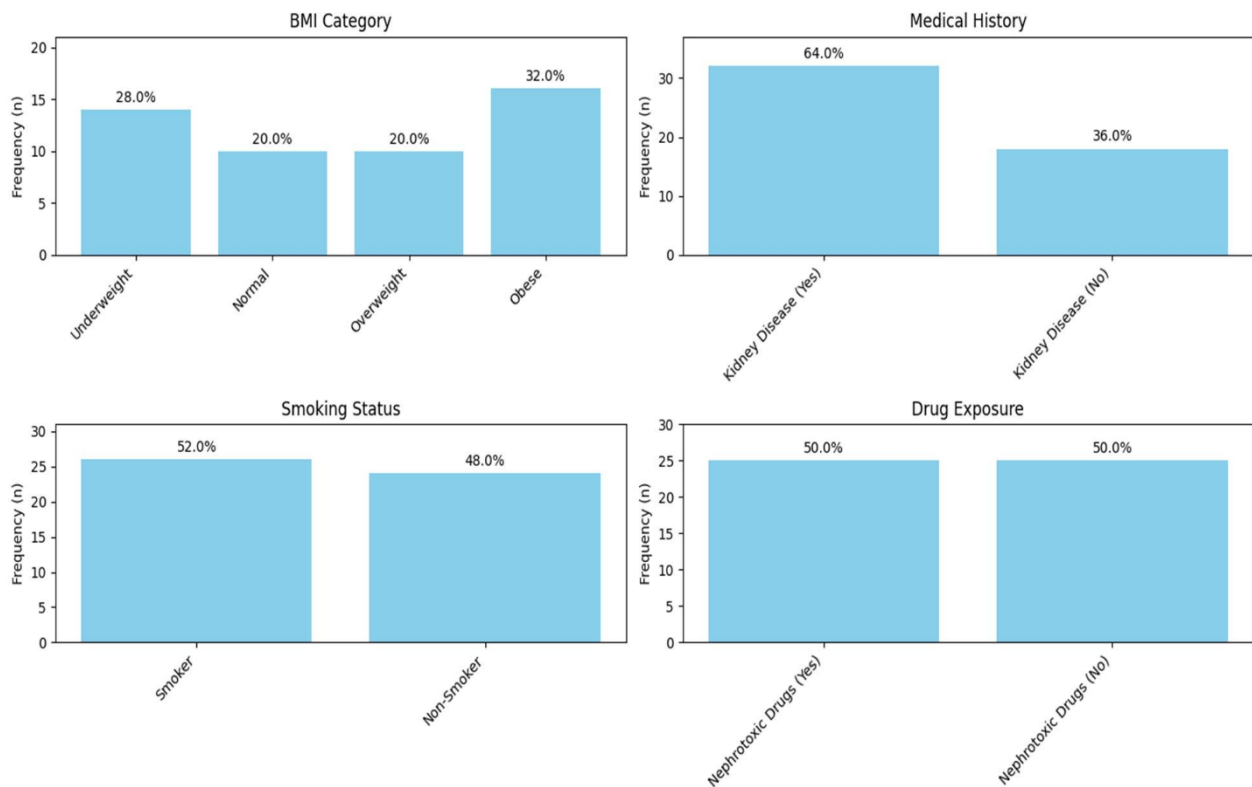 BMI Category
Frequency (n)
20
15
10
5
0
28.0%
20.0%
20.0%
32.0%
Underweight
Normal
Overweight
Obese
Medical History
Frequency (n)
30
20
10
0
64.0%
36.0%
Kidney Disease (Yes)
Kidney Disease (No)
Smoking Status
Frequency (n)
30
25
20
15
10
5
0
52.0%
48.0%
Smoker
Non-Smoker
Drug Exposure
Frequency (n)
30
25
20
15
10
5
0
50.0%
50.0%
Nephrotoxic Drugs (Yes)
Nephrotoxic Drugs (No)